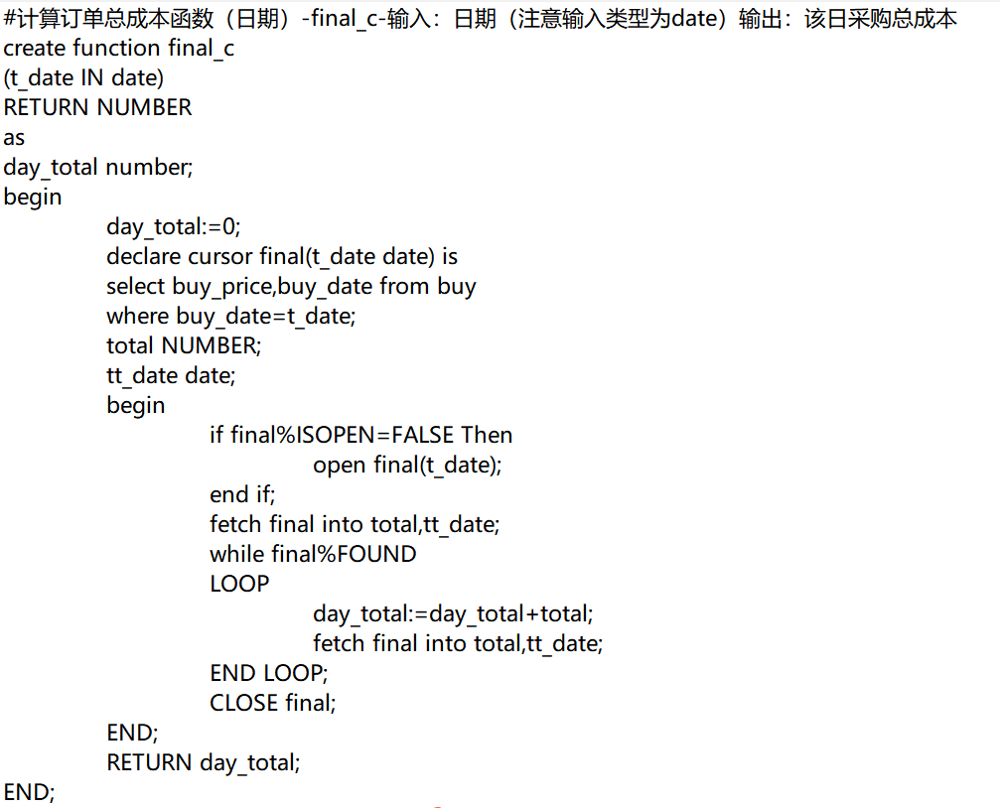 #计算订单总成本函数（日期）-final_c-输入：日期（注意输入类型为date）输出：该日采购总成本
create function final_c
(t_date IN date)
RETURN NUMBER
as
day_total number;
begin
day_total:=0;
declare cursor final(t_date date) is
select buy_price,buy_date from buy
where buy_date=t_date;
total NUMBER;
tt_date date;
begin
if final%ISOPEN=FALSE Then
open final(t_date);
end if;
fetch final into total,tt_date;
while final%FOUND
LOOP
day_total:=day_total+total;
fetch final into total,tt_date;
END LOOP;
CLOSE final;
END;
RETURN day_total;
END;